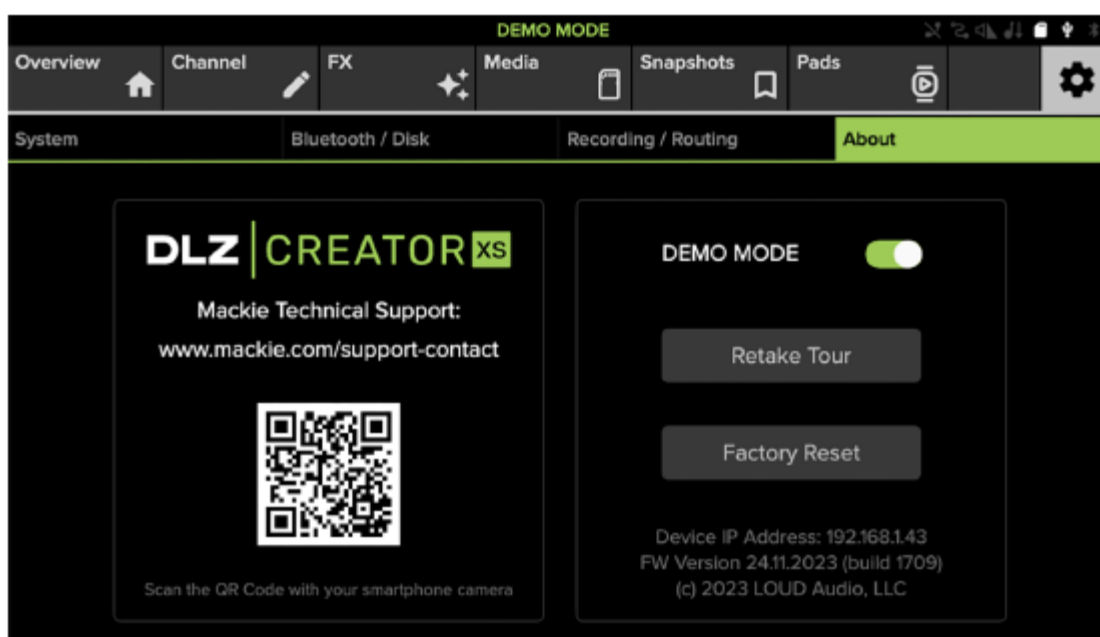 DEMO MODE
Overview
Channel
FX
Media
Snapshots
Pads
System
Bluetooth / Disk
Recording / Routing
About
DLZ CREATOR XS
Mackie Technical Support:
www.mackie.com/support-contact
Scan the QR Code with your smartphone camera
DEMO MODE
Retake Tour
Factory Reset
Device IP Address: 192.168.1.43
FW Version 24.11.2023 (build 1709)
(c) 2023 LOUD Audio, LLC